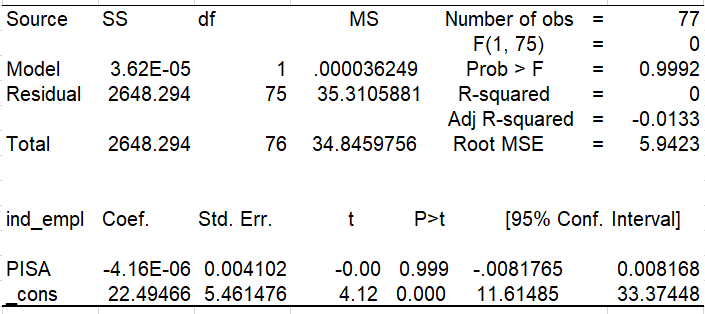 Source SS df MS Number of obs = 77
F(1, 75) = 0
Model 3.62E-05 1 .000036249 Prob > F = 0.9992
Residual 2648.294 75 35.3105881 R-squared = 0
Adj R-squared = -0.0133
Total 2648.294 76 34.8459756 Root MSE = 5.9423
ind_empl Coef. Std. Err. t P>t [95% Conf. Interval]
PISA -4.16E-06 0.004102 -0.00 0.999 -.0081765 0.008168
_cons 22.49466 5.461476 4.12 0.000 11.61485 33.37448